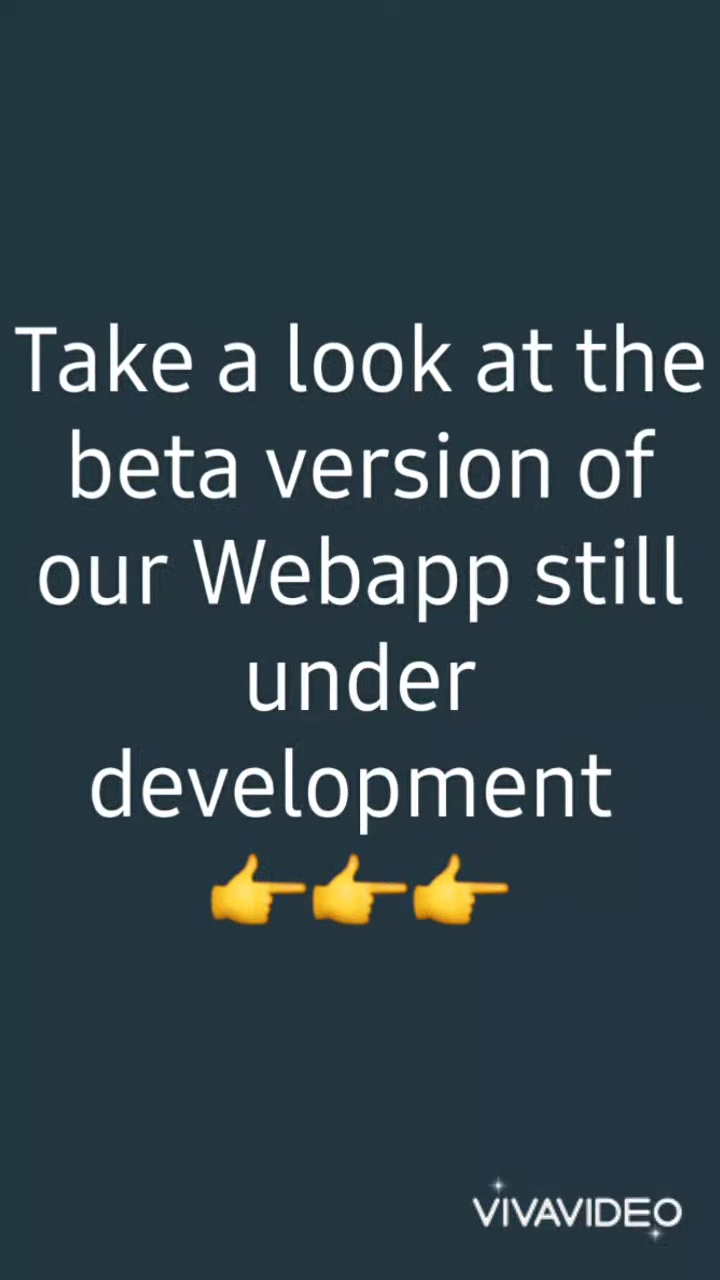 Take a look at the
beta version of
our Webapp still
under
development
👉👉👉
VIVAVIDEO